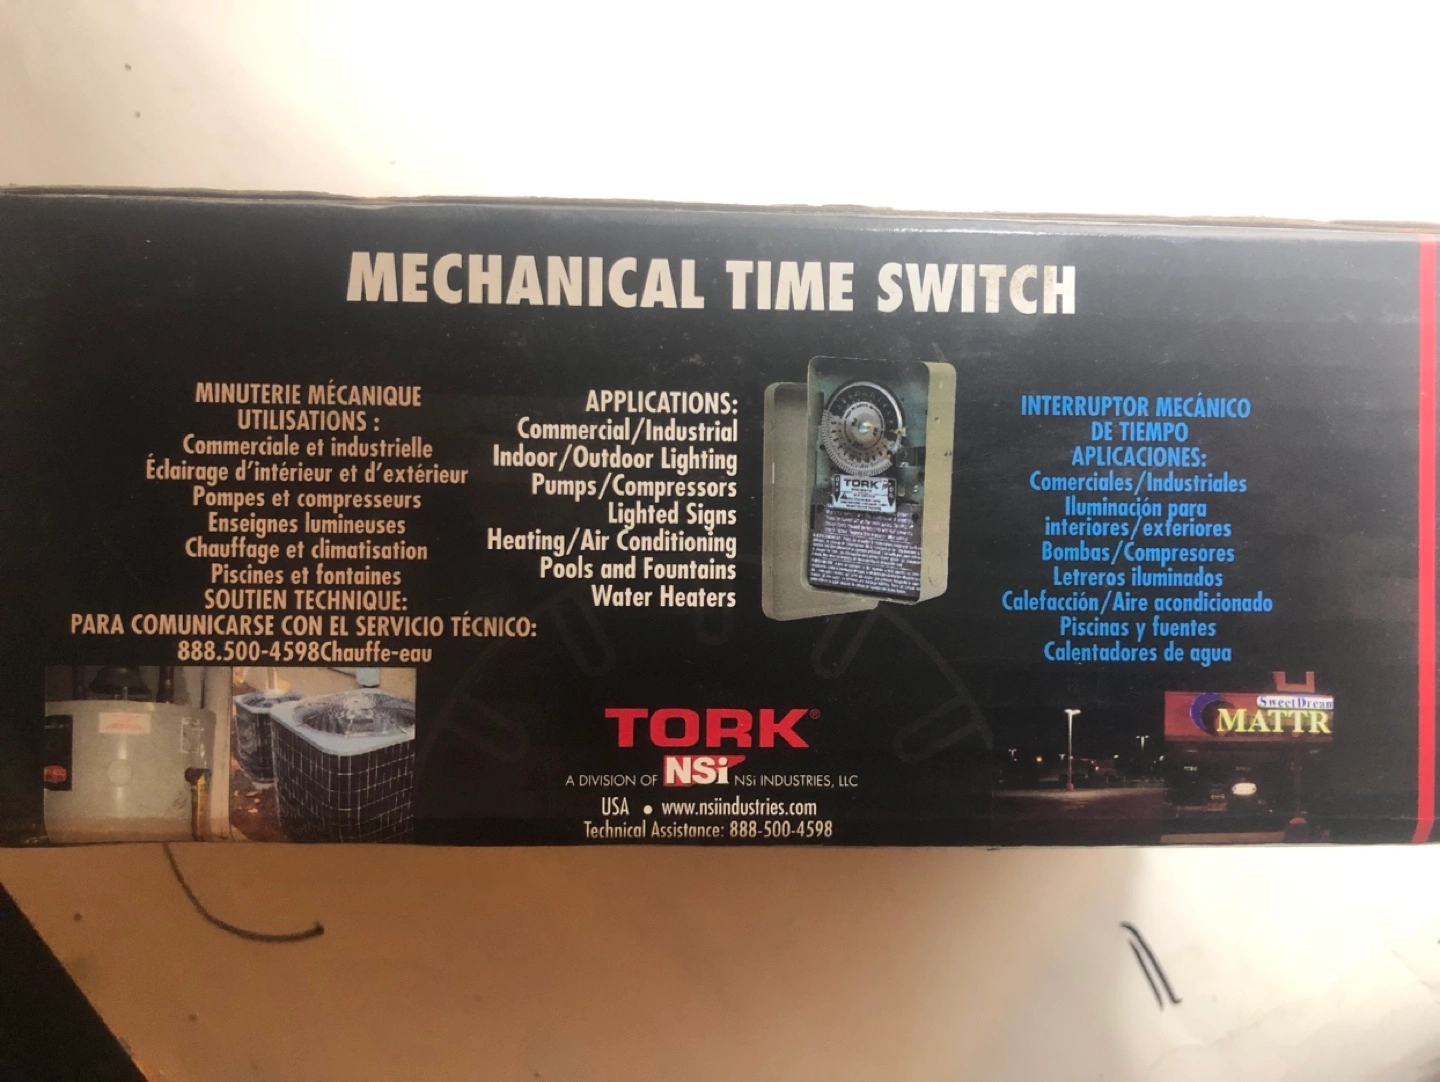 MECHANICAL TIME SWITCH
MINUTERIE MÉCANIQUE
UTILISATIONS :
Commerciale et industrielle
Éclairage d'intérieur et d'extérieur
Pompes et compresseurs
Enseignes lumineuses
Chauffage et climatisation
Piscines et fontaines
SOUTIEN TECHNIQUE:
PARA COMUNICARSE CON EL SERVICIO TÉCNICO:
888.500-4598Chauffe-eau
APPLICATIONS:
Commercial/Industrial
Indoor/Outdoor Lighting
Pumps/Compressors
Lighted Signs
Heating/Air Conditioning
Pools and Fountains
Water Heaters
TORK
INTERRUPTOR MECÁNICO
DE TIEMPO
APLICACIONES:
Comerciales/Industriales
Iluminación para
interiores/exteriores
Bombas/Compresores
Letreros iluminados
Calefacción/Aire acondicionado
Piscinas y fuentes
Calentadores de agua
TORK®
A DIVISION OF NSi NSi INDUSTRIES, LLC
USA • www.nsiindustries.com
Technical Assistance: 888-500-4598
SweetDream
MATTR